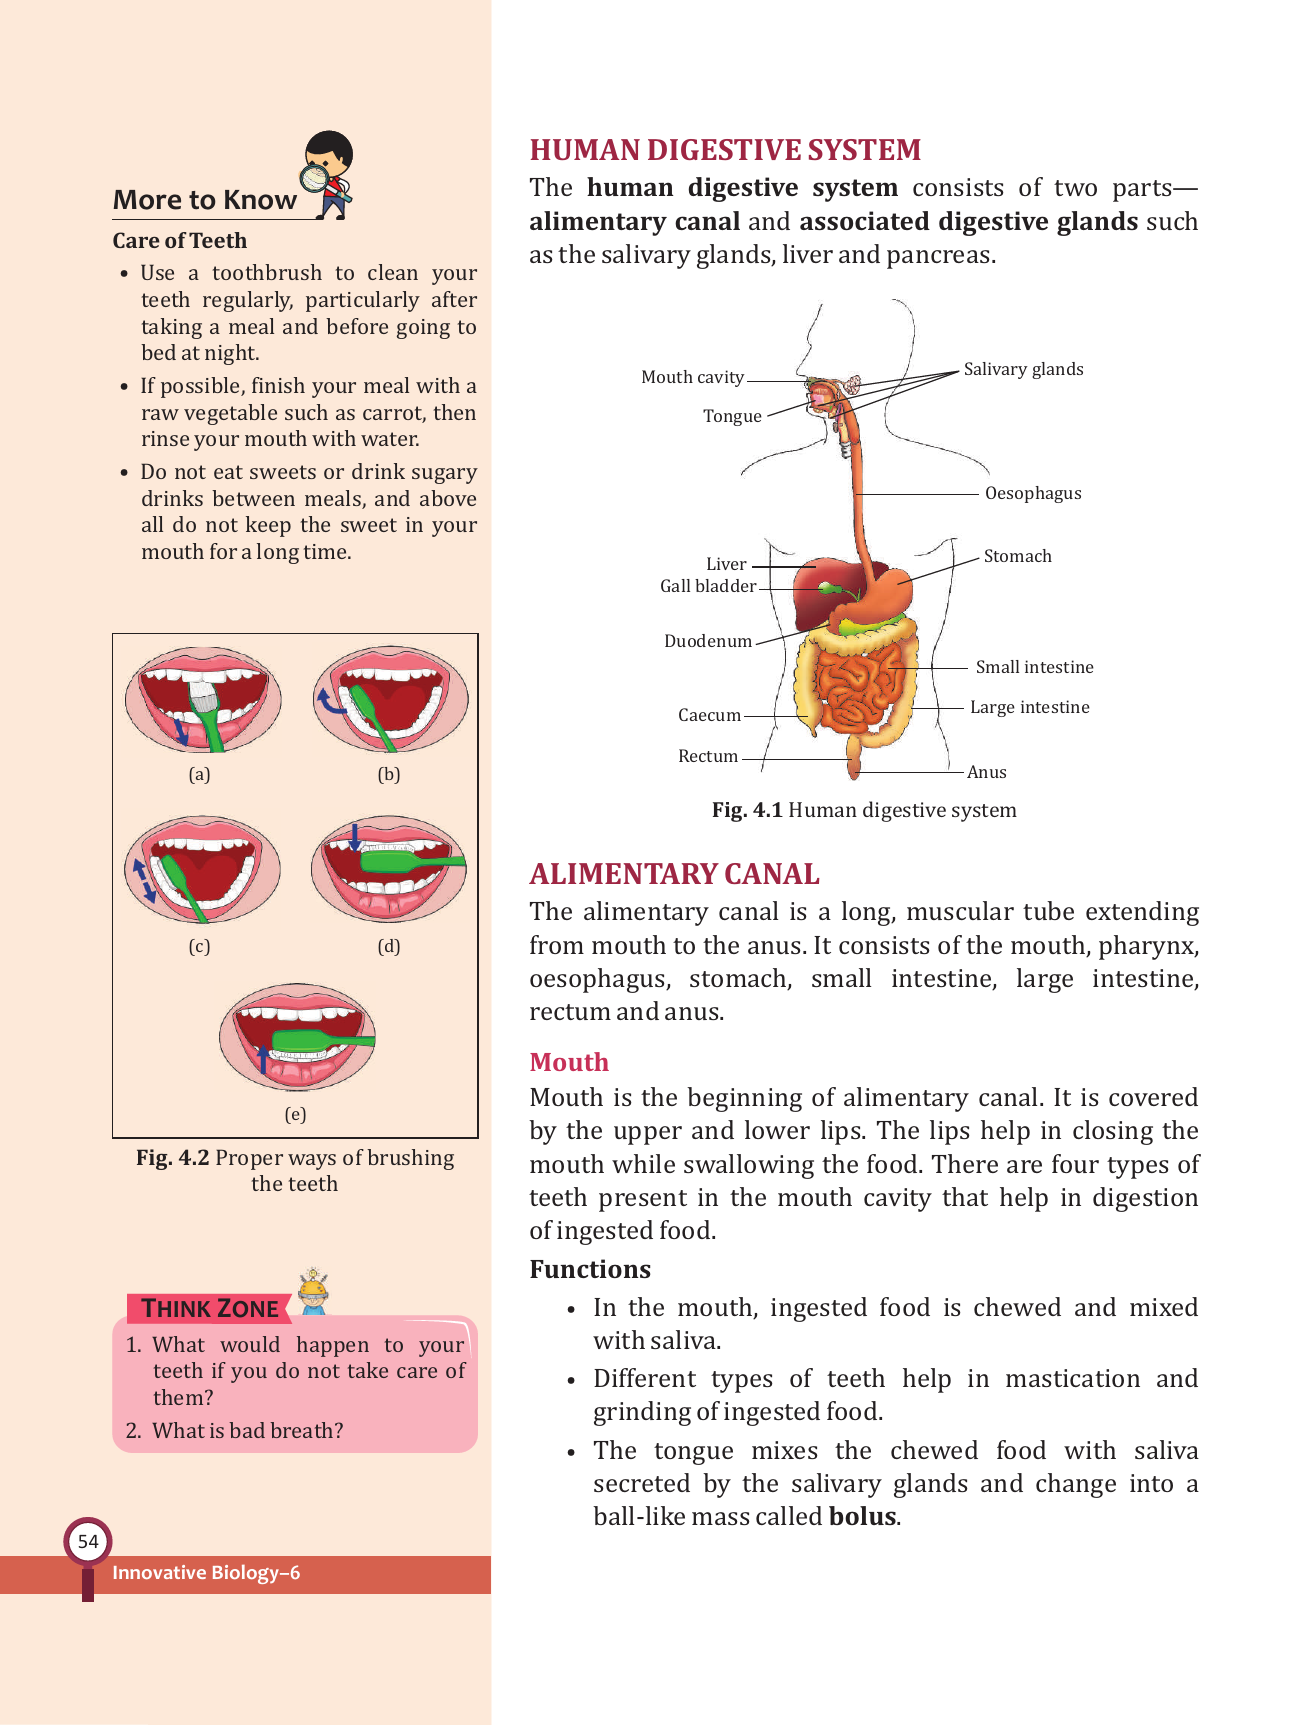 More to Know
Care of Teeth
• Use a toothbrush to clean your
teeth regularly, particularly after
taking a meal and before going to
bed at night.
• If possible, finish your meal with a
raw vegetable such as carrot, then
rinse your mouth with water.
• Do not eat sweets or drink sugary
drinks between meals, and above
all do not keep the sweet in your
mouth for a long time.
(a)
(b)
(c)
(d)
(e)
Fig. 4.2 Proper ways of brushing
the teeth
THINK ZONE
1. What would happen to your
teeth if you do not take care of
them?
2. What is bad breath?
HUMAN DIGESTIVE SYSTEM
The human digestive system consists of two parts—
alimentary canal and associated digestive glands such
as the salivary glands, liver and pancreas.
Mouth cavity
Salivary glands
Tongue
Oesophagus
Liver
Stomach
Gall bladder
Duodenum
Small intestine
Caecum
Large intestine
Rectum
Anus
Fig. 4.1 Human digestive system
ALIMENTARY CANAL
The alimentary canal is a long, muscular tube extending
from mouth to the anus. It consists of the mouth, pharynx,
oesophagus, stomach, small intestine, large intestine,
rectum and anus.
Mouth
Mouth is the beginning of alimentary canal. It is covered
by the upper and lower lips. The lips help in closing the
mouth while swallowing the food. There are four types of
teeth present in the mouth cavity that help in digestion
of ingested food.
Functions
• In the mouth, ingested food is chewed and mixed
with saliva.
• Different types of teeth help in mastication and
grinding of ingested food.
• The tongue mixes the chewed food with saliva
secreted by the salivary glands and change into a
ball-like mass called bolus.
54
Innovative Biology–6